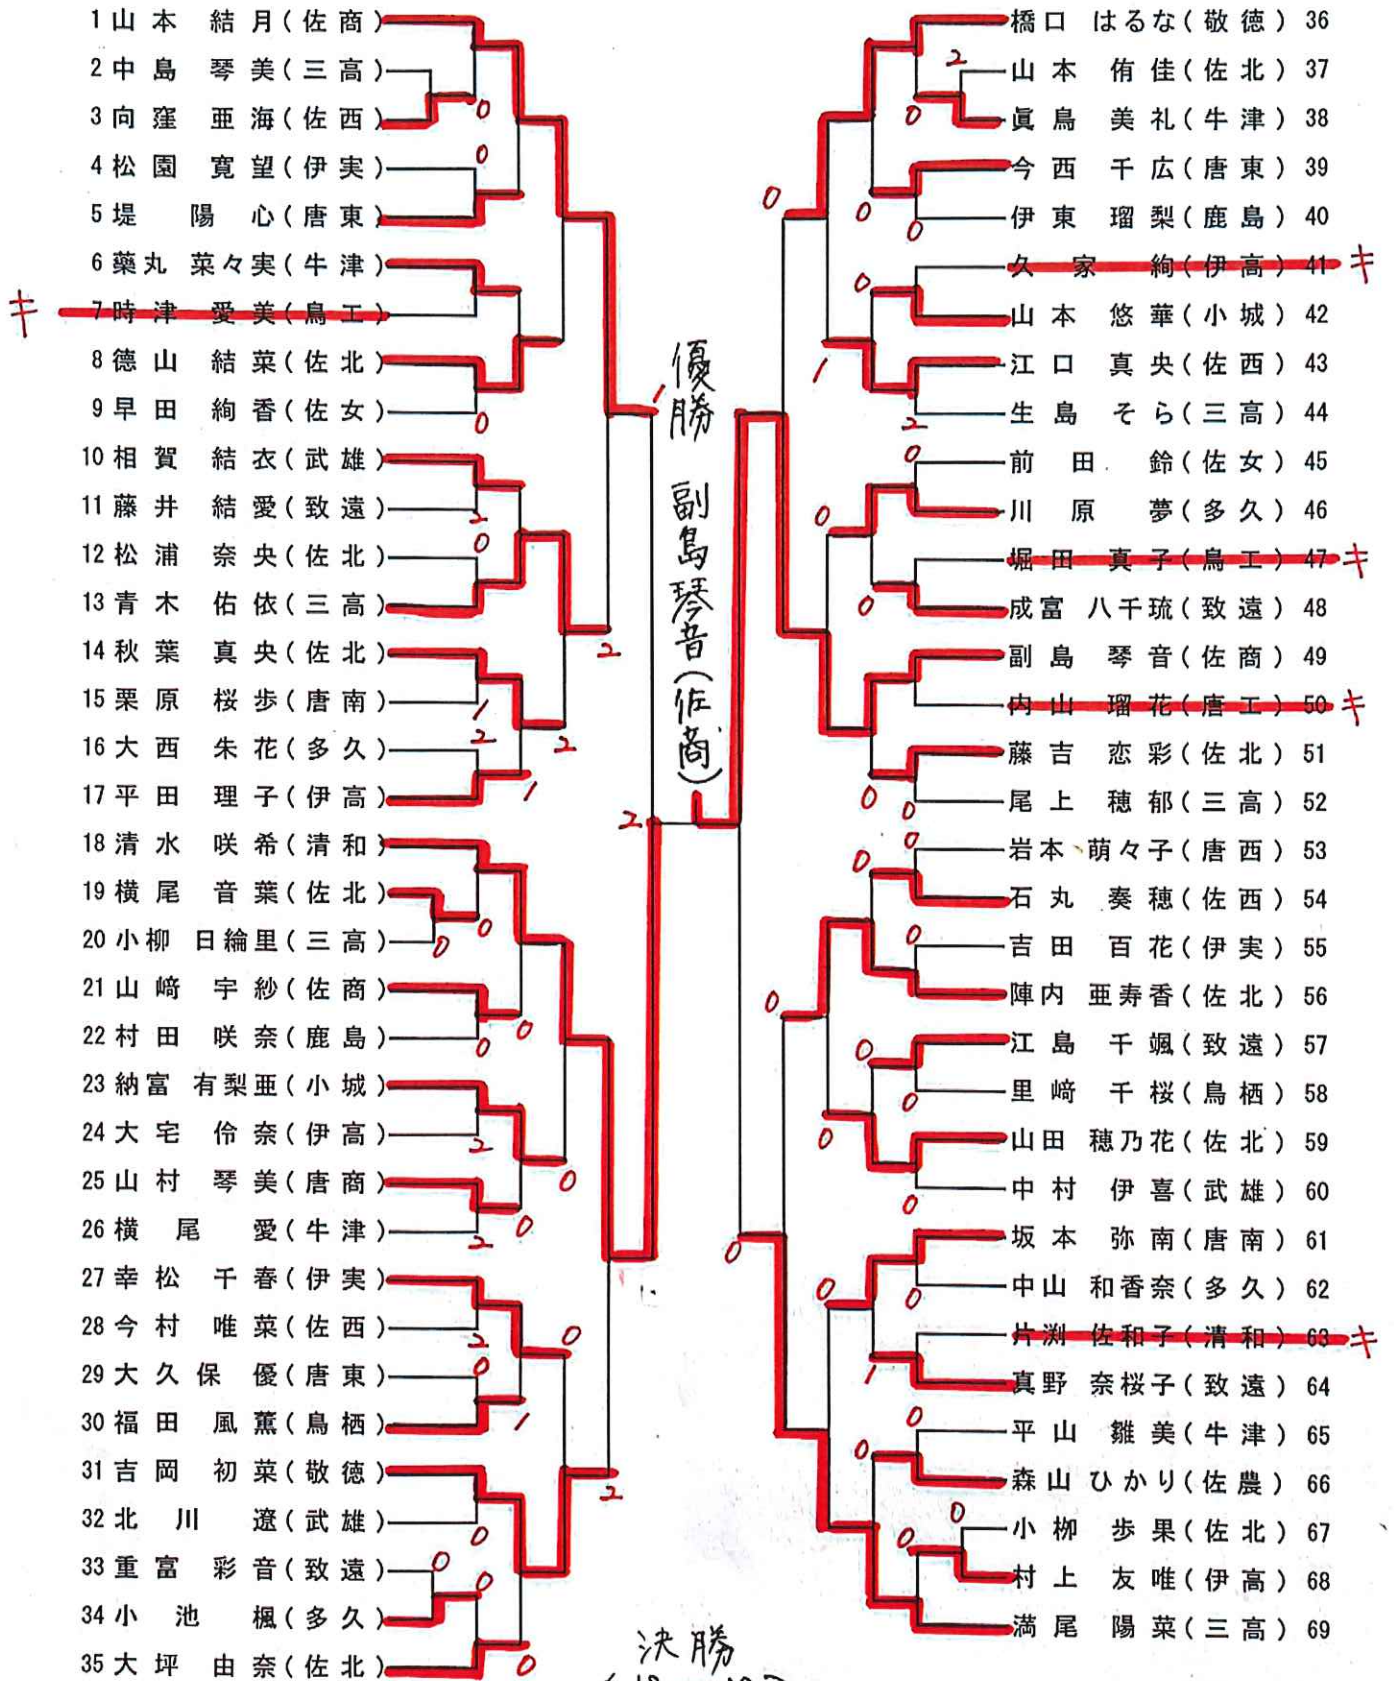 1 山本 結月(佐商)
2 中島 琴美(三高)
3 向窪 亜海(佐西)
4 松園 寛望(伊実)
5 堤 陽心(唐東)
6 薬丸 菜々実(牛津)
キ 7 時津 愛美(鳥工)
8 德山 結菜(佐北)
9 早田 絢香(佐女)
10 相賀 結衣(武雄)
11 藤井 結愛(致遠)
12 松浦 奈央(佐北)
13 青木 佑依(三高)
14 秋葉 真央(佐北)
15 栗原 桜歩(唐南)
16 大西 朱花(多久)
17 平田 理子(伊高)
18 清水 咲希(清和)
19 横尾 音葉(佐北)
20 小柳 日綸里(三高)
21 山﨑 宇紗(佐商)
22 村田 咲奈(鹿島)
23 納富 有梨亜(小城)
24 大宅 伶奈(伊高)
25 山村 琴美(唐商)
26 横尾 愛(牛津)
27 幸松 千春(伊実)
28 今村 唯菜(佐西)
29 大久保 優(唐東)
30 福田 風薫(鳥栖)
31 吉岡 初菜(敬徳)
32 北川 遼(武雄)
33 重富 彩音(致遠)
34 小池 楓(多久)
35 大坪 由奈(佐北)
優勝 副島琴音(佐商)
決勝
橋口 はるな(敬徳) 36
山本 侑佳(佐北) 37
眞鳥 美礼(牛津) 38
今西 千広(唐東) 39
伊東 瑠梨(鹿島) 40
久家 絢(伊高) 41 キ
山本 悠華(小城) 42
江口 真央(佐西) 43
生島 そら(三高) 44
前田 鈴(佐女) 45
川原 夢(多久) 46
堀田 真子(鳥工) 47 キ
成富 八千琉(致遠) 48
副島 琴音(佐商) 49
内山 瑠花(唐工) 50 キ
藤吉 恋彩(佐北) 51
尾上 穂郁(三高) 52
岩本 萌々子(唐西) 53
石丸 奏穂(佐西) 54
吉田 百花(伊実) 55
陣内 亜寿香(佐北) 56
江島 千颯(致遠) 57
里﨑 千桜(鳥栖) 58
山田 穂乃花(佐北) 59
中村 伊喜(武雄) 60
坂本 弥南(唐南) 61
中山 和香奈(多久) 62
片渕 佐和子(清和) 63 キ
真野 奈桜子(致遠) 64
平山 雛美(牛津) 65
森山 ひかり(佐農) 66
小栁 歩果(佐北) 67
村上 友唯(伊高) 68
満尾 陽菜(三高) 69